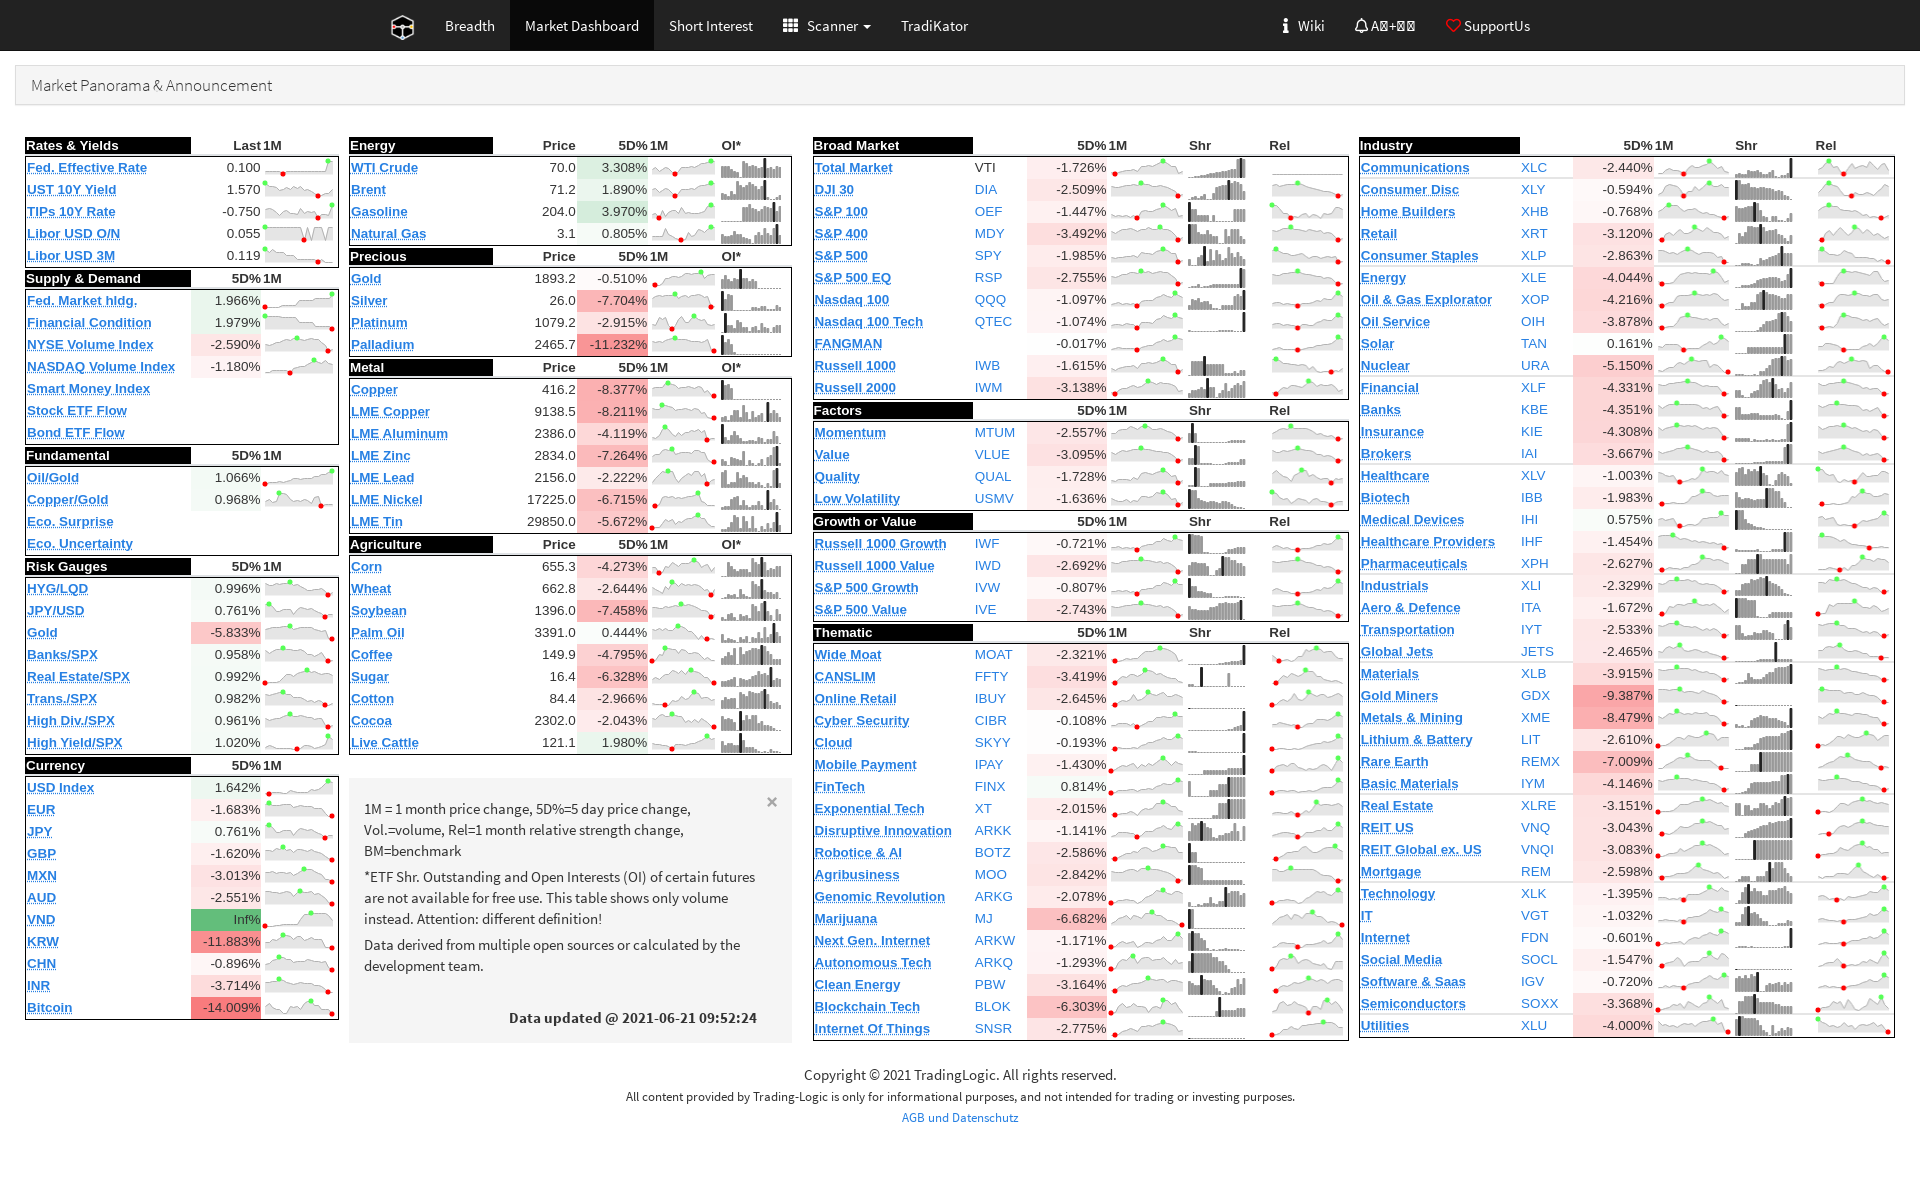 Breadth Market Dashboard Short Interest Scanner TradiKator Wiki SupportUs
Market Panorama & Announcement
Rates & Yields Last 1M
Fed. Effective Rate 0.100
UST 10Y Yield 1.570
TIPs 10Y Rate -0.750
Libor USD O/N 0.055
Libor USD 3M 0.119
Supply & Demand 5D% 1M
Fed. Market hldg. 1.966%
Financial Condition 1.979%
NYSE Volume Index -2.590%
NASDAQ Volume Index -1.180%
Smart Money Index
Stock ETF Flow
Bond ETF Flow
Fundamental 5D% 1M
Oil/Gold 1.066%
Copper/Gold 0.968%
Eco. Surprise
Eco. Uncertainty
Risk Gauges 5D% 1M
HYG/LQD 0.996%
JPY/USD 0.761%
Gold -5.833%
Banks/SPX 0.958%
Real Estate/SPX 0.992%
Trans./SPX 0.982%
High Div./SPX 0.961%
High Yield/SPX 1.020%
Currency 5D% 1M
USD Index 1.642%
EUR -1.683%
JPY 0.761%
GBP -1.620%
MXN -3.013%
AUD -2.551%
VND Inf%
KRW -11.883%
CHN -0.896%
INR -3.714%
Bitcoin -14.009%
Energy Price 5D% 1M OI*
WTI Crude 70.0 3.308%
Brent 71.2 1.890%
Gasoline 204.0 3.970%
Natural Gas 3.1 0.805%
Precious Price 5D% 1M OI*
Gold 1893.2 -0.510%
Silver 26.0 -7.704%
Platinum 1079.2 -2.915%
Palladium 2465.7 -11.232%
Metal Price 5D% 1M OI*
Copper 416.2 -8.377%
LME Copper 9138.5 -8.211%
LME Aluminum 2386.0 -4.119%
LME Zinc 2834.0 -7.264%
LME Lead 2156.0 -2.222%
LME Nickel 17225.0 -6.715%
LME Tin 29850.0 -5.672%
Agriculture Price 5D% 1M OI*
Corn 655.3 -4.273%
Wheat 662.8 -2.644%
Soybean 1396.0 -7.458%
Palm Oil 3391.0 0.444%
Coffee 149.9 -4.795%
Sugar 16.4 -6.328%
Cotton 84.4 -2.966%
Cocoa 2302.0 -2.043%
Live Cattle 121.1 1.980%
×
1M = 1 month price change, 5D%=5 day price change,
Vol.=volume, Rel=1 month relative strength change,
BM=benchmark
*ETF Shr. Outstanding and Open Interests (OI) of certain futures
are not available for free use. This table shows only volume
instead. Attention: different definition!
Data derived from multiple open sources or calculated by the
development team.
Data updated @ 2021-06-21 09:52:24
Broad Market 5D% 1M Shr Rel
Total Market VTI -1.726%
DJI 30 DIA -2.509%
S&P 100 OEF -1.447%
S&P 400 MDY -3.492%
S&P 500 SPY -1.985%
S&P 500 EQ RSP -2.755%
Nasdaq 100 QQQ -1.097%
Nasdaq 100 Tech QTEC -1.074%
FANGMAN -0.017%
Russell 1000 IWB -1.615%
Russell 2000 IWM -3.138%
Factors 5D% 1M Shr Rel
Momentum MTUM -2.557%
Value VLUE -3.095%
Quality QUAL -1.728%
Low Volatility USMV -1.636%
Growth or Value 5D% 1M Shr Rel
Russell 1000 Growth IWF -0.721%
Russell 1000 Value IWD -2.692%
S&P 500 Growth IVW -0.807%
S&P 500 Value IVE -2.743%
Thematic 5D% 1M Shr Rel
Wide Moat MOAT -2.321%
CANSLIM FFTY -3.419%
Online Retail IBUY -2.645%
Cyber Security CIBR -0.108%
Cloud SKYY -0.193%
Mobile Payment IPAY -1.430%
FinTech FINX 0.814%
Exponential Tech XT -2.015%
Disruptive Innovation ARKK -1.141%
Robotice & AI BOTZ -2.586%
Agribusiness MOO -2.842%
Genomic Revolution ARKG -2.078%
Marijuana MJ -6.682%
Next Gen. Internet ARKW -1.171%
Autonomous Tech ARKQ -1.293%
Clean Energy PBW -3.164%
Blockchain Tech BLOK -6.303%
Internet Of Things SNSR -2.775%
Industry 5D% 1M Shr Rel
Communications XLC -2.440%
Consumer Disc XLY -0.594%
Home Builders XHB -0.768%
Retail XRT -3.120%
Consumer Staples XLP -2.863%
Energy XLE -4.044%
Oil & Gas Explorator XOP -4.216%
Oil Service OIH -3.878%
Solar TAN 0.161%
Nuclear URA -5.150%
Financial XLF -4.331%
Banks KBE -4.351%
Insurance KIE -4.308%
Brokers IAI -3.667%
Healthcare XLV -1.003%
Biotech IBB -1.983%
Medical Devices IHI 0.575%
Healthcare Providers IHF -1.454%
Pharmaceuticals XPH -2.627%
Industrials XLI -2.329%
Aero & Defence ITA -1.672%
Transportation IYT -2.533%
Global Jets JETS -2.465%
Materials XLB -3.915%
Gold Miners GDX -9.387%
Metals & Mining XME -8.479%
Lithium & Battery LIT -2.610%
Rare Earth REMX -7.009%
Basic Materials IYM -4.146%
Real Estate XLRE -3.151%
REIT US VNQ -3.043%
REIT Global ex. US VNQI -3.083%
Mortgage REM -2.598%
Technology XLK -1.395%
IT VGT -1.032%
Internet FDN -0.601%
Social Media SOCL -1.547%
Software & Saas IGV -0.720%
Semiconductors SOXX -3.368%
Utilities XLU -4.000%
Copyright © 2021 TradingLogic. All rights reserved.
All content provided by Trading-Logic is only for informational purposes, and not intended for trading or investing purposes.
AGB und Datenschutz